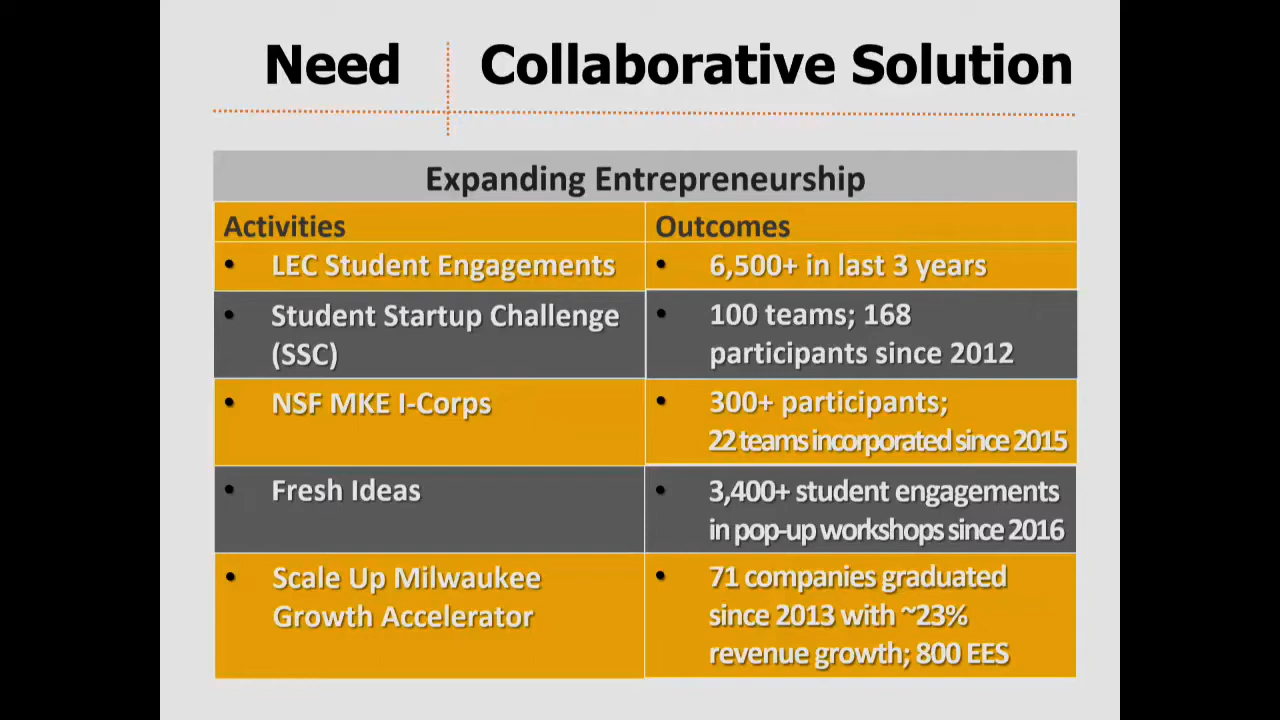 Need
Collaborative Solution
Expanding Entrepreneurship
Activities
Outcomes
• LEC Student Engagements
• 6,500+ in last 3 years
• Student Startup Challenge
(SSC)
• 100 teams; 168
participants since 2012
• NSF MKE I-Corps
• 300+ participants;
22 teams incorporated since 2015
• Fresh Ideas
• 3,400+ student engagements
in pop-up workshops since 2016
• Scale Up Milwaukee
Growth Accelerator
• 71 companies graduated
since 2013 with ~23%
revenue growth; 800 EES